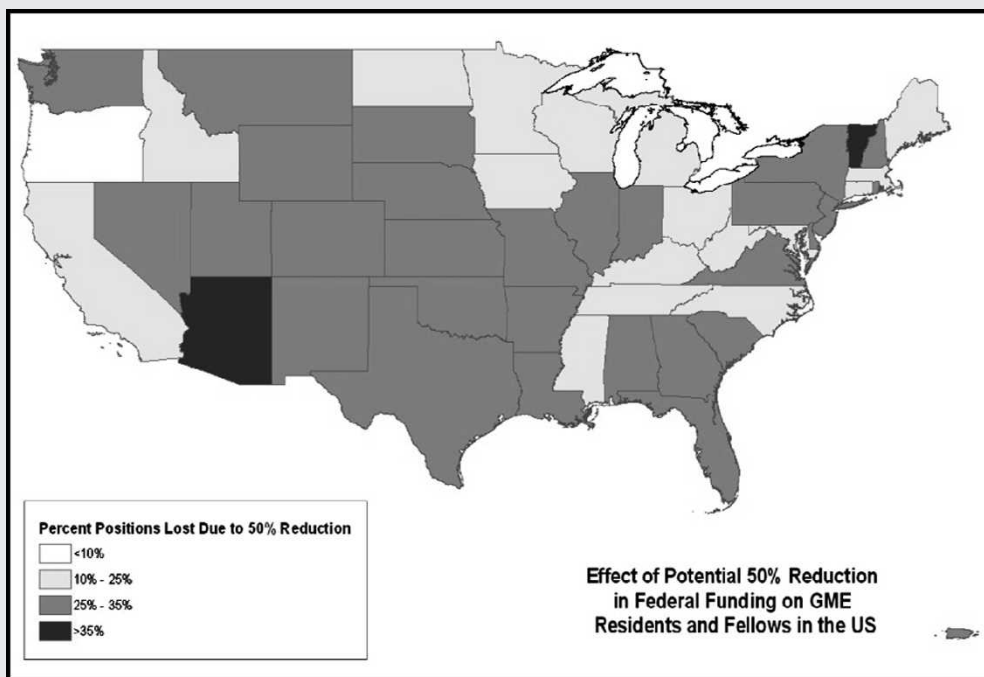 Percent Positions Lost Due to 50% Reduction
<10%
10% - 25%
25% - 35%
>35%
Effect of Potential 50% Reduction
in Federal Funding on GME
Residents and Fellows in the US